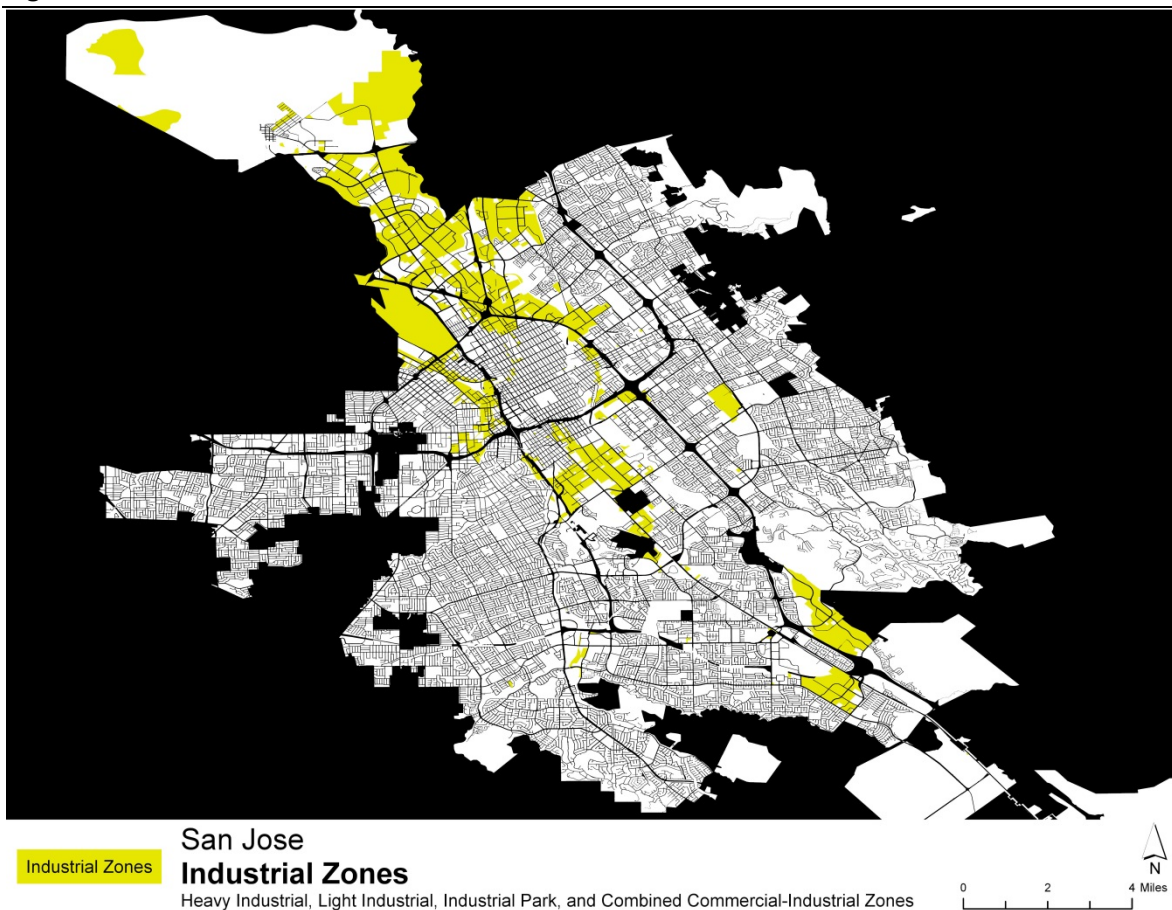 Industrial Zones
San Jose
Industrial Zones
Heavy Industrial, Light Industrial, Industrial Park, and Combined Commercial-Industrial Zones
N
0 2 4 Miles